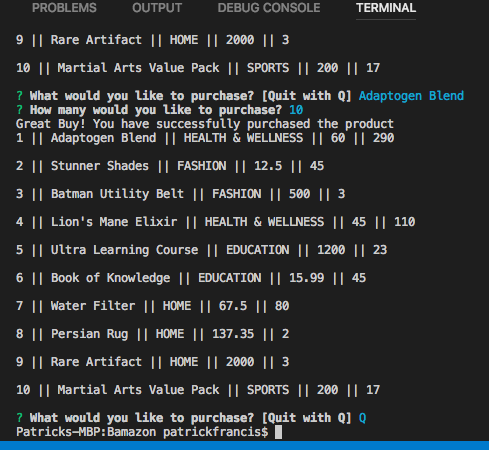 PROBLEMS OUTPUT DEBUG CONSOLE TERMINAL
9 || Rare Artifact || HOME || 2000 || 3
10 || Martial Arts Value Pack || SPORTS || 200 || 17
? What would you like to purchase? [Quit with Q] Adaptogen Blend
? How many would you like to purchase? 10
Great Buy! You have successfully purchased the product
1 || Adaptogen Blend || HEALTH & WELLNESS || 60 || 290
2 || Stunner Shades || FASHION || 12.5 || 45
3 || Batman Utility Belt || FASHION || 500 || 3
4 || Lion's Mane Elixir || HEALTH & WELLNESS || 45 || 110
5 || Ultra Learning Course || EDUCATION || 1200 || 23
6 || Book of Knowledge || EDUCATION || 15.99 || 45
7 || Water Filter || HOME || 67.5 || 80
8 || Persian Rug || HOME || 137.35 || 2
9 || Rare Artifact || HOME || 2000 || 3
10 || Martial Arts Value Pack || SPORTS || 200 || 17
? What would you like to purchase? [Quit with Q] Q
Patricks-MBP:Bamazon patrickfrancis$